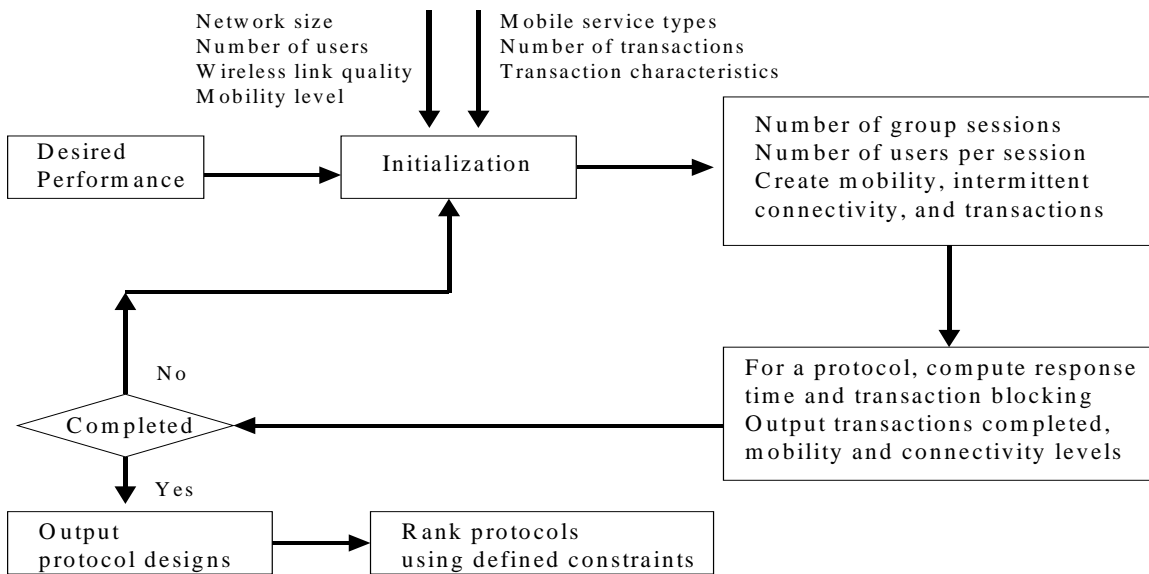 Network size
Number of users
Wireless link quality
Mobility level
Mobile service types
Number of transactions
Transaction characteristics
Desired
Performance
Initialization
Number of group sessions
Number of users per session
Create mobility, intermittent
connectivity, and transactions
For a protocol, compute response
time and transaction blocking
Output transactions completed,
mobility and connectivity levels
No
Completed
Yes
Output
protocol designs
Rank protocols
using defined constraints